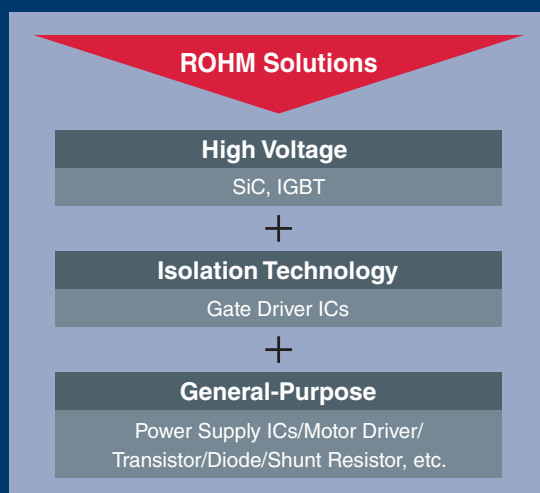 ROHM Solutions
High Voltage
SiC, IGBT
+
Isolation Technology
Gate Driver ICs
+
General-Purpose
Power Supply ICs/Motor Driver/
Transistor/Diode/Shunt Resistor, etc.